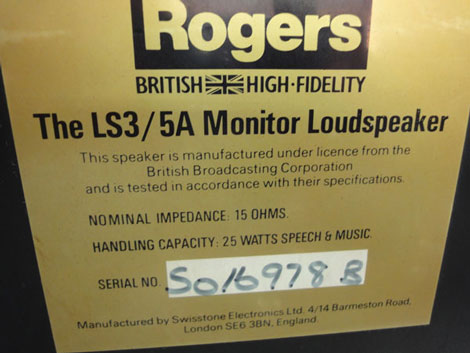 Rogers
BRITISH HIGH·FIDELITY
The LS3/5A Monitor Loudspeaker
This speaker is manufactured under licence from the
British Broadcasting Corporation
and is tested in accordance with their specifications.
NOMINAL IMPEDANCE: 15 OHMS.
HANDLING CAPACITY: 25 WATTS SPEECH & MUSIC.
SERIAL NO. SO16978 B
Manufactured by Swisstone Electronics Ltd. 4/14 Barmeston Road,
London SE6 3BN, England.